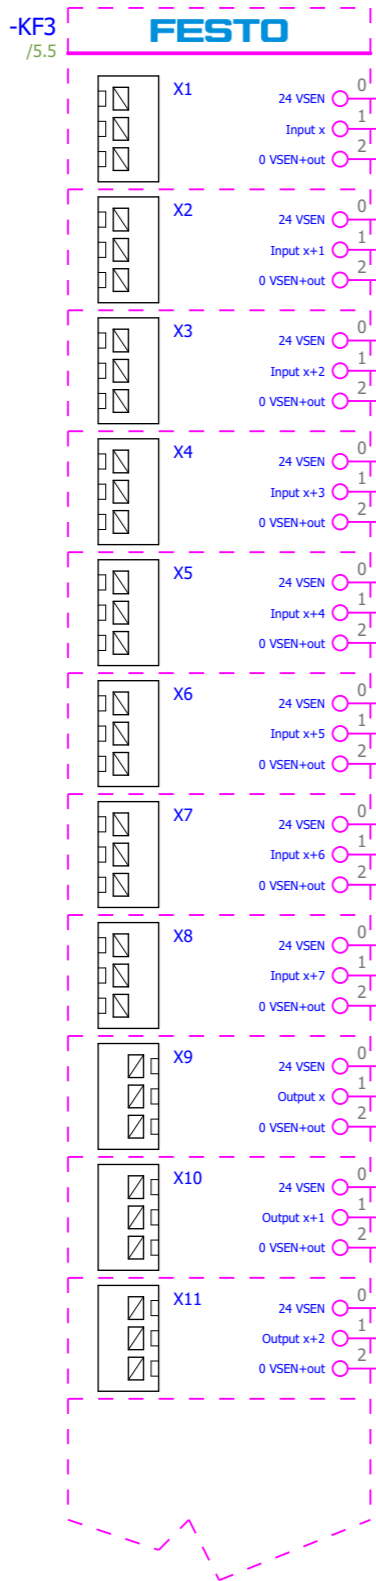 -KF3
FESTO
/5.5
X1
24 VSEN 0
Input x 1
0 VSEN+out 2
X2
24 VSEN 0
Input x+1 1
0 VSEN+out 2
X3
24 VSEN 0
Input x+2 1
0 VSEN+out 2
X4
24 VSEN 0
Input x+3 1
0 VSEN+out 2
X5
24 VSEN 0
Input x+4 1
0 VSEN+out 2
X6
24 VSEN 0
Input x+5 1
0 VSEN+out 2
X7
24 VSEN 0
Input x+6 1
0 VSEN+out 2
X8
24 VSEN 0
Input x+7 1
0 VSEN+out 2
X9
24 VSEN 0
Output x 1
0 VSEN+out 2
X10
24 VSEN 0
Output x+1 1
0 VSEN+out 2
X11
24 VSEN 0
Output x+2 1
0 VSEN+out 2